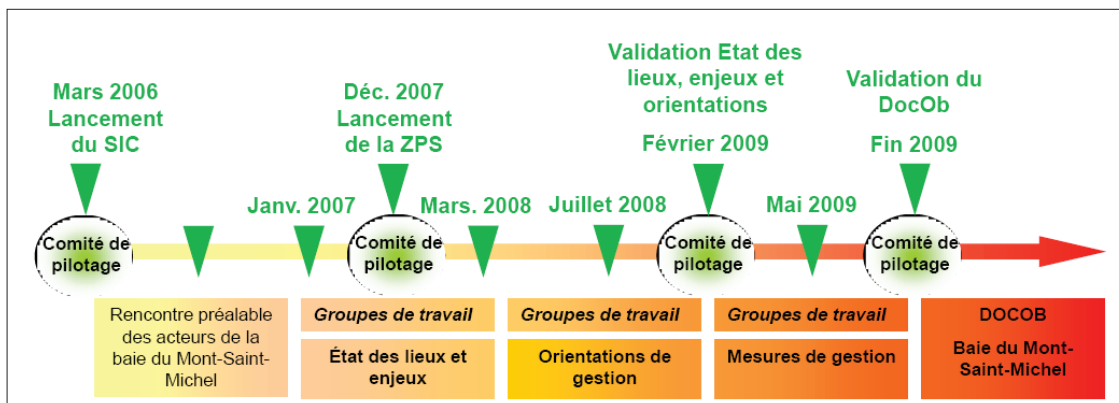 Mars 2006
Lancement
du SIC
Déc. 2007
Lancement
de la ZPS
Validation Etat des
lieux, enjeux et
orientations
Février 2009
Validation du
DocOb
Fin 2009
Janv. 2007
Mars. 2008
Juillet 2008
Mai 2009
Comité de
pilotage
Comité de
pilotage
Comité de
pilotage
Comité de
pilotage
Rencontre préalable
des acteurs de la
baie du Mont-Saint-
Michel
Groupes de travail
État des lieux et
enjeux
Groupes de travail
Orientations de
gestion
Groupes de travail
Mesures de gestion
DOCOB
Baie du Mont-
Saint-Michel